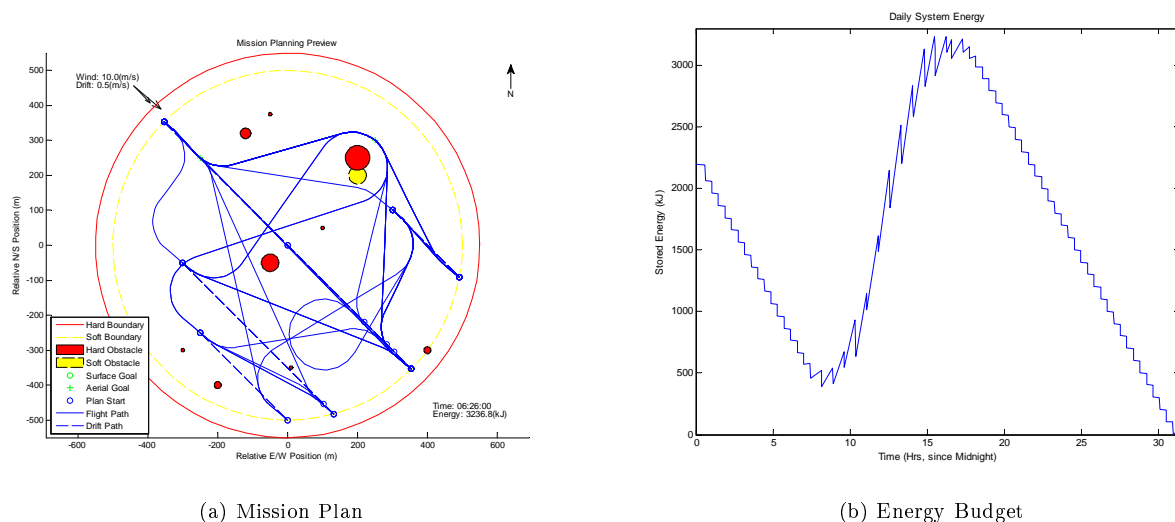 Mission Planning Preview
Wind: 10.0(m/s)
Drift: 0.5(m/s)
N
Relative N/S Position (m)
500
400
300
200
100
0
-100
-200
-300
-400
-500
Hard Boundary
Soft Boundary
Hard Obstacle
Soft Obstacle
Surface Goal
Aerial Goal
Plan Start
Flight Path
Drift Path
Time: 06:26:00
Energy: 3236.8(kJ)
-600 -400 -200 0 200 400 600
Relative E/W Position (m)
(a) Mission Plan
Daily System Energy
Stored Energy (kJ)
3000
2500
2000
1500
1000
500
0
0 5 10 15 20 25 30
Time (Hrs, since Midnight)
(b) Energy Budget